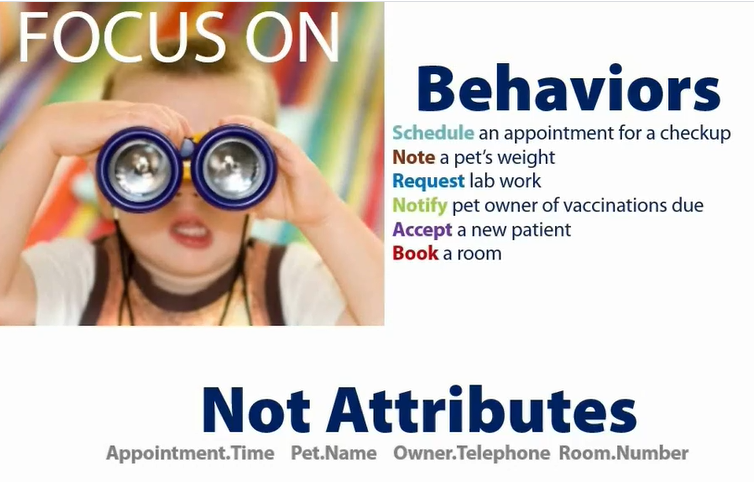 FOCUS ON
Behaviors
Schedule an appointment for a checkup
Note a pet's weight
Request lab work
Notify pet owner of vaccinations due
Accept a new patient
Book a room
Not Attributes
Appointment.Time Pet.Name Owner.Telephone Room.Number